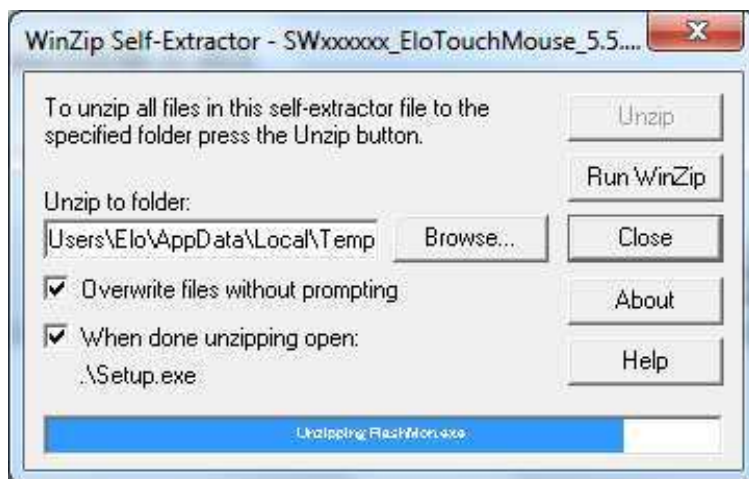 WinZip Self-Extractor - SWxxxxxx_EloTouchMouse_5.5....
To unzip all files in this self-extractor file to the
specified folder press the Unzip button.
Unzip
Run WinZip
Unzip to folder:
Users\Elo\AppData\Local\Temp
Browse...
Close
Overwrite files without prompting
About
When done unzipping open:
.\Setup.exe
Help
Unzipping FlashMon.exe